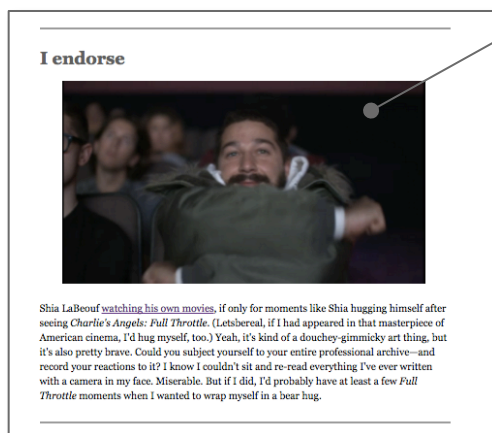 I endorse
Shia LaBeouf watching his own movies, if only for moments like Shia hugging himself after
seeing Charlie's Angels: Full Throttle. (Letsbereal, if I had appeared in that masterpiece of
American cinema, I'd hug myself, too.) Yeah, it's kind of a douchey-gimmicky art thing, but
it's also pretty brave. Could you subject yourself to your entire professional archive—and
record your reactions to it? I know I couldn't sit and re-read everything I've ever written
with a camera in my face. Miserable. But if I did, I'd probably have at least a few Full
Throttle moments when I wanted to wrap myself in a bear hug.